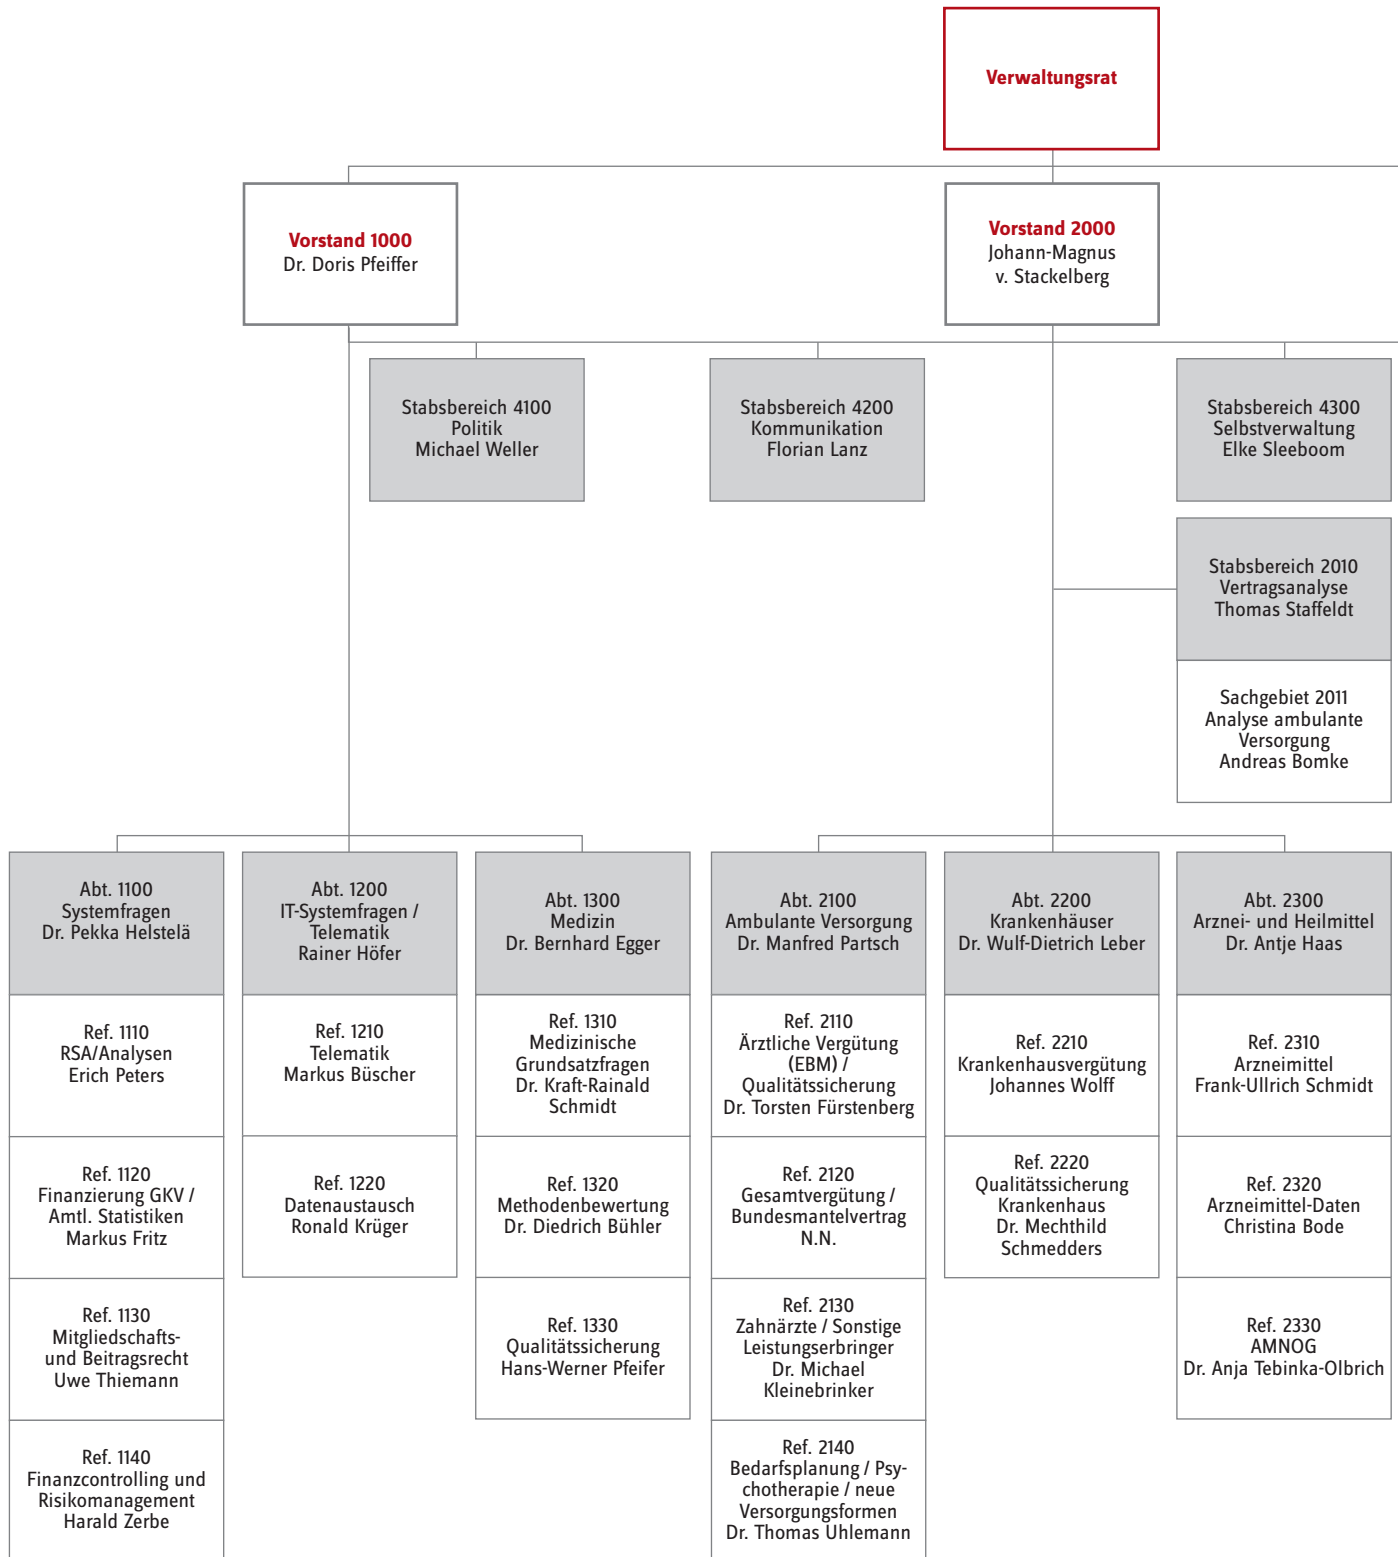 Verwaltungsrat
Vorstand 1000
Dr. Doris Pfeiffer
Vorstand 2000
Johann-Magnus
v. Stackelberg
Stabsbereich 4100
Politik
Michael Weller
Stabsbereich 4200
Kommunikation
Florian Lanz
Stabsbereich 4300
Selbstverwaltung
Elke Sleeboom
Stabsbereich 2010
Vertragsanalyse
Thomas Staffeldt
Sachgebiet 2011
Analyse ambulante
Versorgung
Andreas Bomke
Abt. 1100
Systemfragen
Dr. Pekka Helstelä
Ref. 1110
RSA/Analysen
Erich Peters
Ref. 1120
Finanzierung GKV /
Amtl. Statistiken
Markus Fritz
Ref. 1130
Mitgliedschafts-
und Beitragsrecht
Uwe Thiemann
Ref. 1140
Finanzcontrolling und
Risikomanagement
Harald Zerbe
Abt. 1200
IT-Systemfragen /
Telematik
Rainer Höfer
Ref. 1210
Telematik
Markus Büscher
Ref. 1220
Datenaustausch
Ronald Krüger
Abt. 1300
Medizin
Dr. Bernhard Egger
Ref. 1310
Medizinische
Grundsatzfragen
Dr. Kraft-Rainald
Schmidt
Ref. 1320
Methodenbewertung
Dr. Diedrich Bühler
Ref. 1330
Qualitätssicherung
Hans-Werner Pfeifer
Abt. 2100
Ambulante Versorgung
Dr. Manfred Partsch
Ref. 2110
Ärztliche Vergütung
(EBM) /
Qualitätssicherung
Dr. Torsten Fürstenberg
Ref. 2120
Gesamtvergütung /
Bundesmantelvertrag
N.N.
Ref. 2130
Zahnärzte / Sonstige
Leistungserbringer
Dr. Michael
Kleinebrinker
Ref. 2140
Bedarfsplanung / Psy-
chotherapie / neue
Versorgungsformen
Dr. Thomas Uhlemann
Abt. 2200
Krankenhäuser
Dr. Wulf-Dietrich Leber
Ref. 2210
Krankenhausvergütung
Johannes Wolff
Ref. 2220
Qualitätssicherung
Krankenhaus
Dr. Mechthild
Schmedders
Abt. 2300
Arznei- und Heilmittel
Dr. Antje Haas
Ref. 2310
Arzneimittel
Frank-Ullrich Schmidt
Ref. 2320
Arzneimittel-Daten
Christina Bode
Ref. 2330
AMNOG
Dr. Anja Tebinka-Olbrich